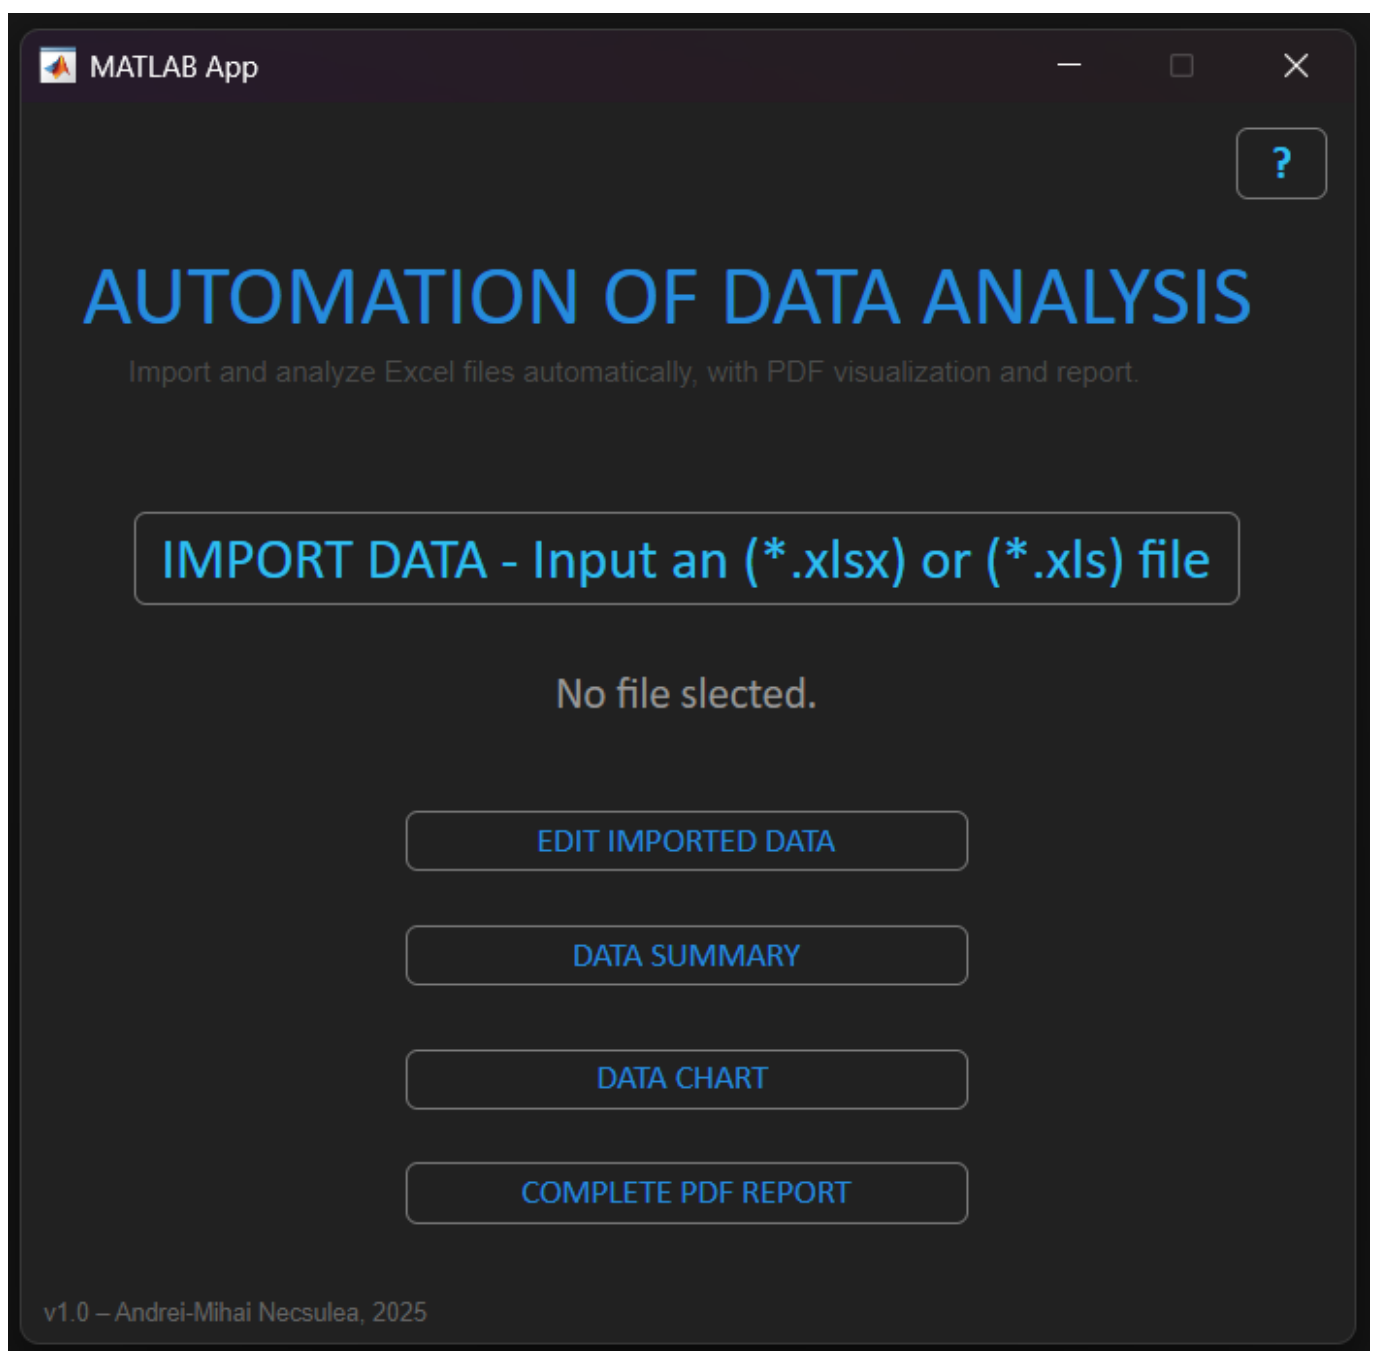 MATLAB App
?
AUTOMATION OF DATA ANALYSIS
Import and analyze Excel files automatically, with PDF visualization and report.
IMPORT DATA - Input an (*.xlsx) or (*.xls) file
No file slected.
EDIT IMPORTED DATA
DATA SUMMARY
DATA CHART
COMPLETE PDF REPORT
v1.0 – Andrei-Mihai Necsulea, 2025